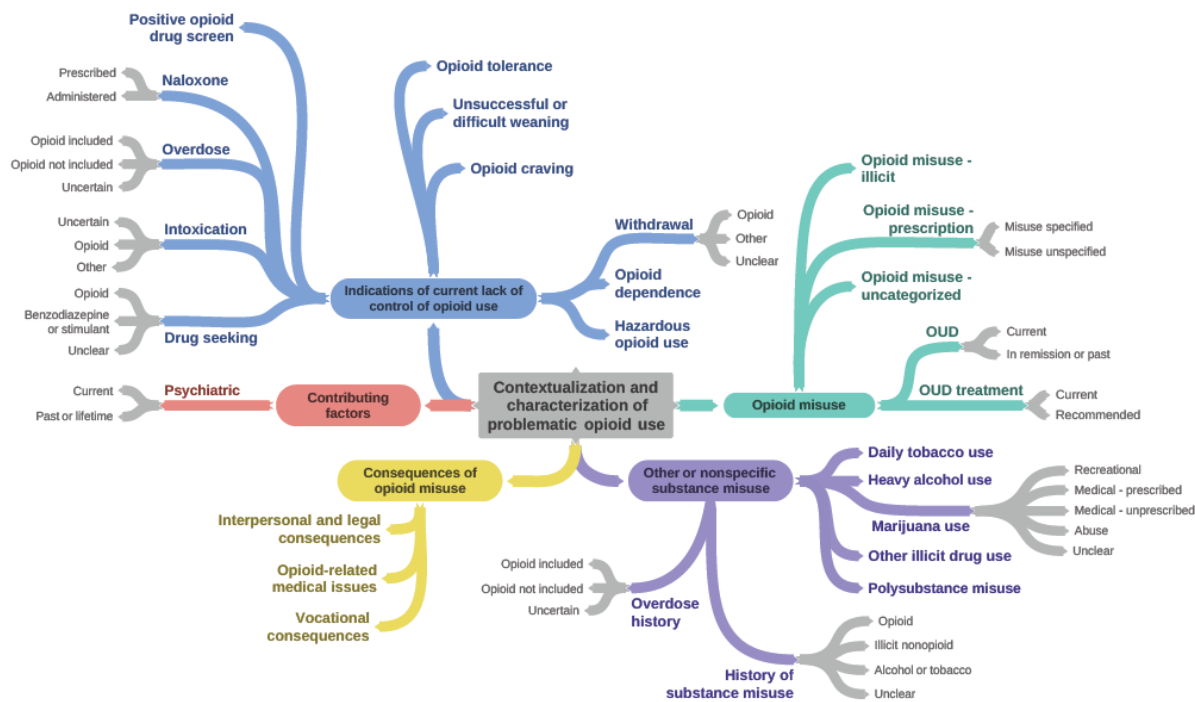 Positive opioid
drug screen
Prescribed
Administered
Naloxone
Opioid included
Opioid not included
Uncertain
Overdose
Uncertain
Opioid
Other
Intoxication
Opioid
Benzodiazepine
or stimulant
Unclear
Drug seeking
Opioid tolerance
Unsuccessful or
difficult weaning
Opioid craving
Indications of current lack of
control of opioid use
Withdrawal
Opioid
Other
Unclear
Opioid
dependence
Hazardous
opioid use
Opioid misuse -
illicit
Opioid misuse -
prescription
Misuse specified
Misuse unspecified
Opioid misuse -
uncategorized
OUD
Current
In remission or past
OUD treatment
Current
Recommended
Opioid misuse
Current
Past or lifetime
Psychiatric
Contributing
factors
Contextualization and
characterization of
problematic opioid use
Consequences of
opioid misuse
Interpersonal and legal
consequences
Opioid-related
medical issues
Vocational
consequences
Other or nonspecific
substance misuse
Daily tobacco use
Heavy alcohol use
Marijuana use
Recreational
Medical - prescribed
Medical - unprescribed
Abuse
Unclear
Other illicit drug use
Polysubstance misuse
Opioid included
Opioid not included
Uncertain
Overdose
history
History of
substance misuse
Opioid
Illicit nonopioid
Alcohol or tobacco
Unclear